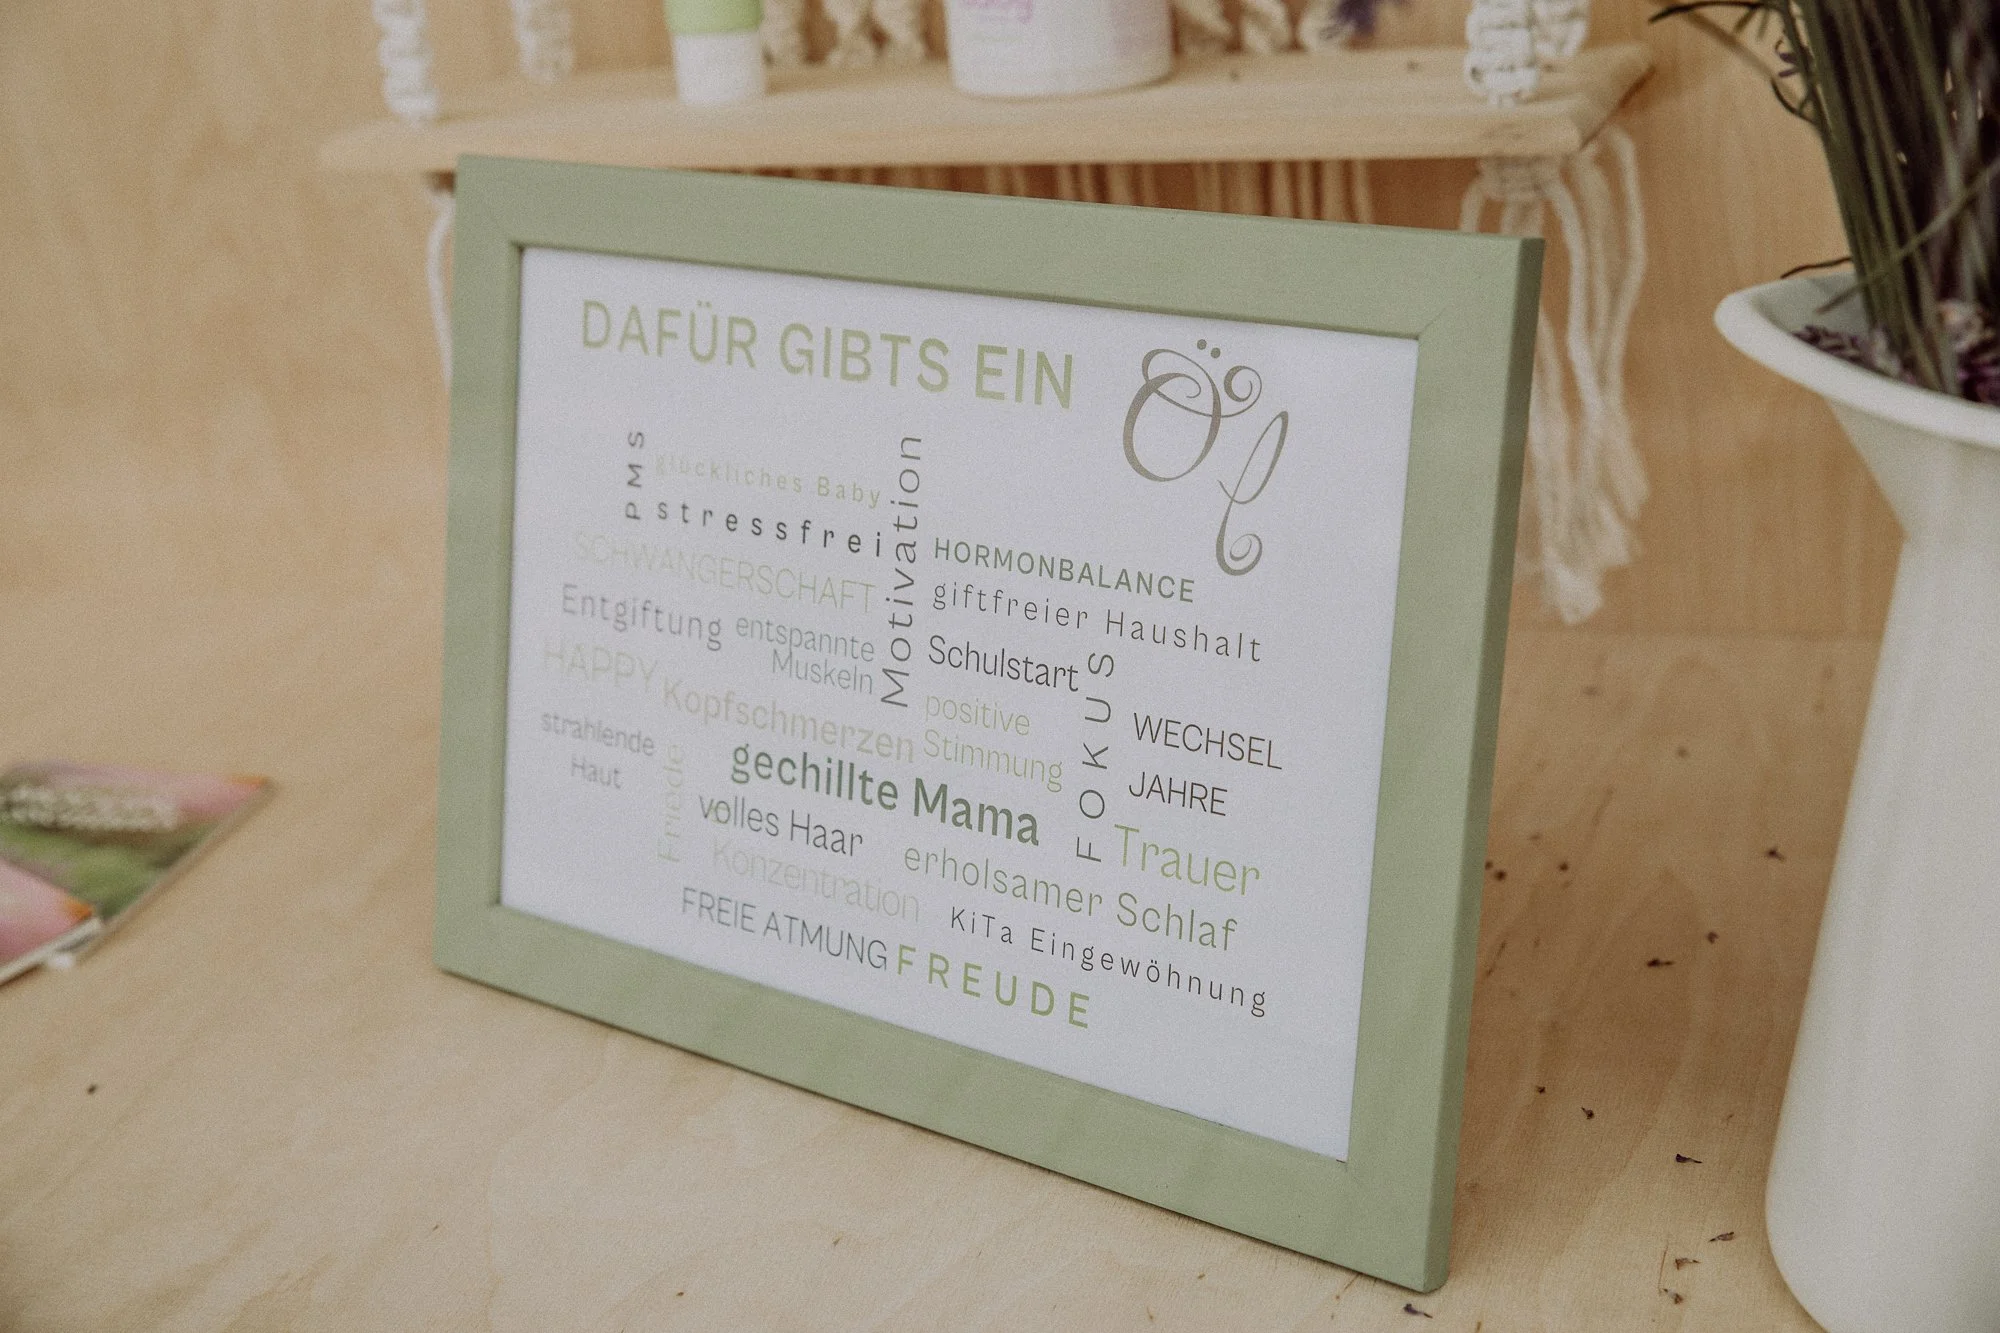 DAFÜR GIBTS EIN Öl
PMS
glückliches Baby
stressfrei
Motivation
HORMONBALANCE
SCHWANGERSCHAFT
giftfreier Haushalt
Entgiftung
entspannte
Muskeln
Schulstart
FOKUS
HAPPY
Kopfschmerzen
positive
Stimmung
WECHSEL
JAHRE
strahlende
Haut
Friede
gechillte Mama
Trauer
volles Haar
erholsamer Schlaf
Konzentration
KiTa Eingewöhnung
FREIE ATMUNG
FREUDE